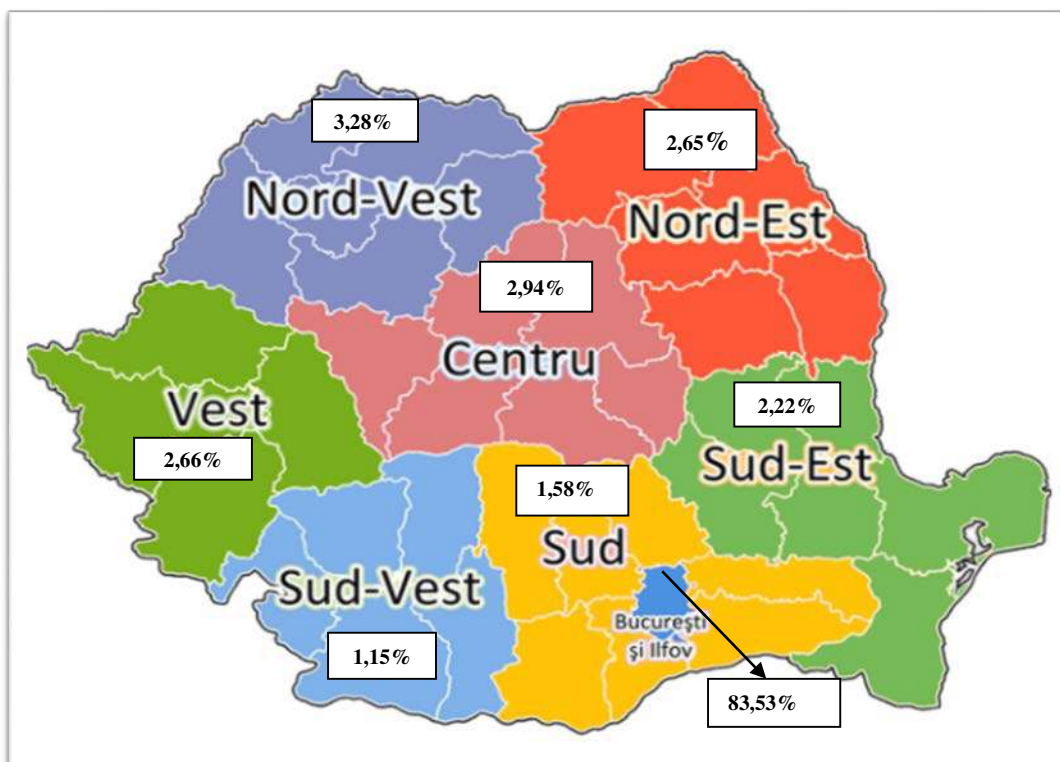 3,28%
Nord-Vest
2,65%
Nord-Est
2,94%
Centru
Vest
2,66%
2,22%
Sud-Est
1,58%
Sud
Sud-Vest
1,15%
București
și Ilfov
83,53%